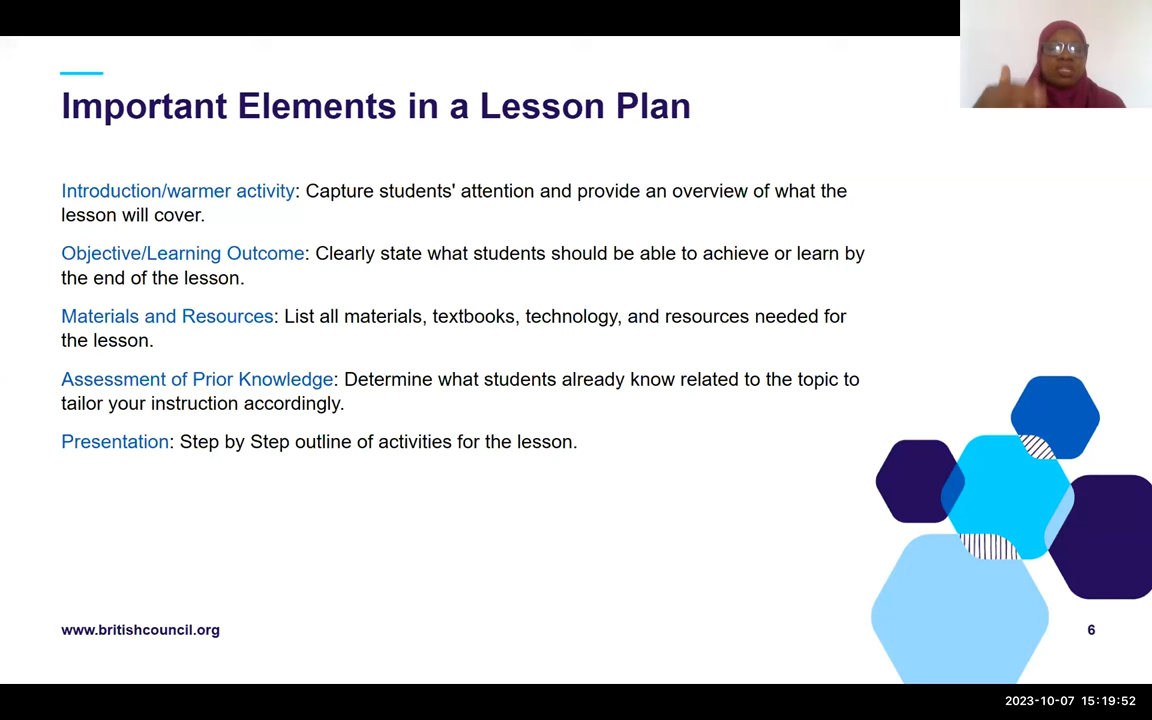 Important Elements in a Lesson Plan
Introduction/warmer activity: Capture students' attention and provide an overview of what the
lesson will cover.
Objective/Learning Outcome: Clearly state what students should be able to achieve or learn by
the end of the lesson.
Materials and Resources: List all materials, textbooks, technology, and resources needed for
the lesson.
Assessment of Prior Knowledge: Determine what students already know related to the topic to
tailor your instruction accordingly.
Presentation: Step by Step outline of activities for the lesson.
www.britishcouncil.org
6
2023-10-07 15:19:52